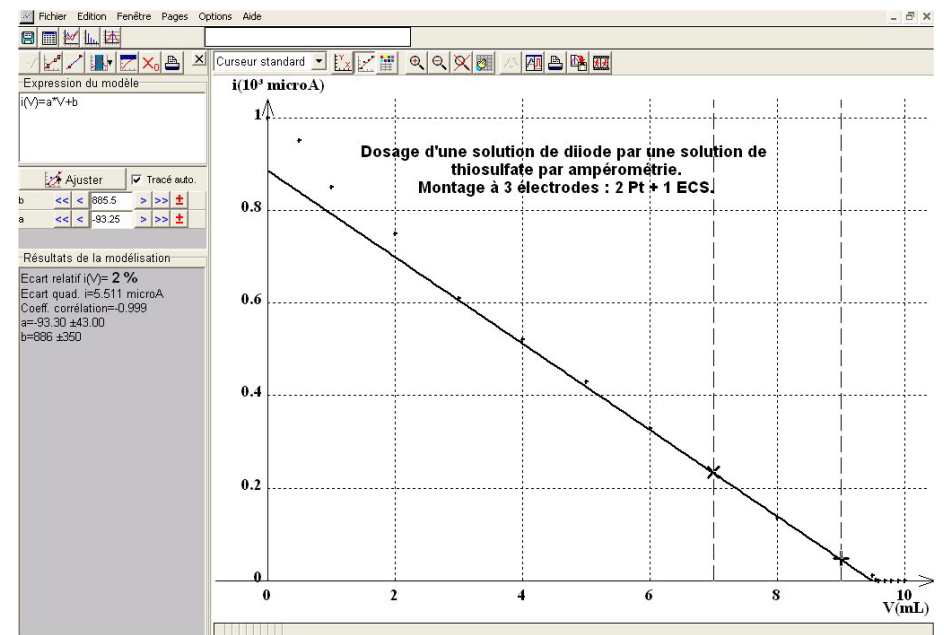 Fichier Edition Fenêtre Pages Options Aide
Curseur standard
Expression du modèle
i(V)=a*V+b
Ajuster Tracé auto.
b << < 885.5 > >> ±
a << < -93.25 > >> ±
Résultats de la modélisation
Ecart relatif i(V)= 2 %
Ecart quad. i=5.511 microA
Coeff. corrélation=-0.999
a=-93.30 ±43.00
b=886 ±350
i(10³ microA)
Dosage d'une solution de diiode par une solution de
thiosulfate par ampérométrie.
Montage à 3 électrodes : 2 Pt + 1 ECS.
1
0.8
0.6
0.4
0.2
0
0 2 4 6 8 10
V(mL)